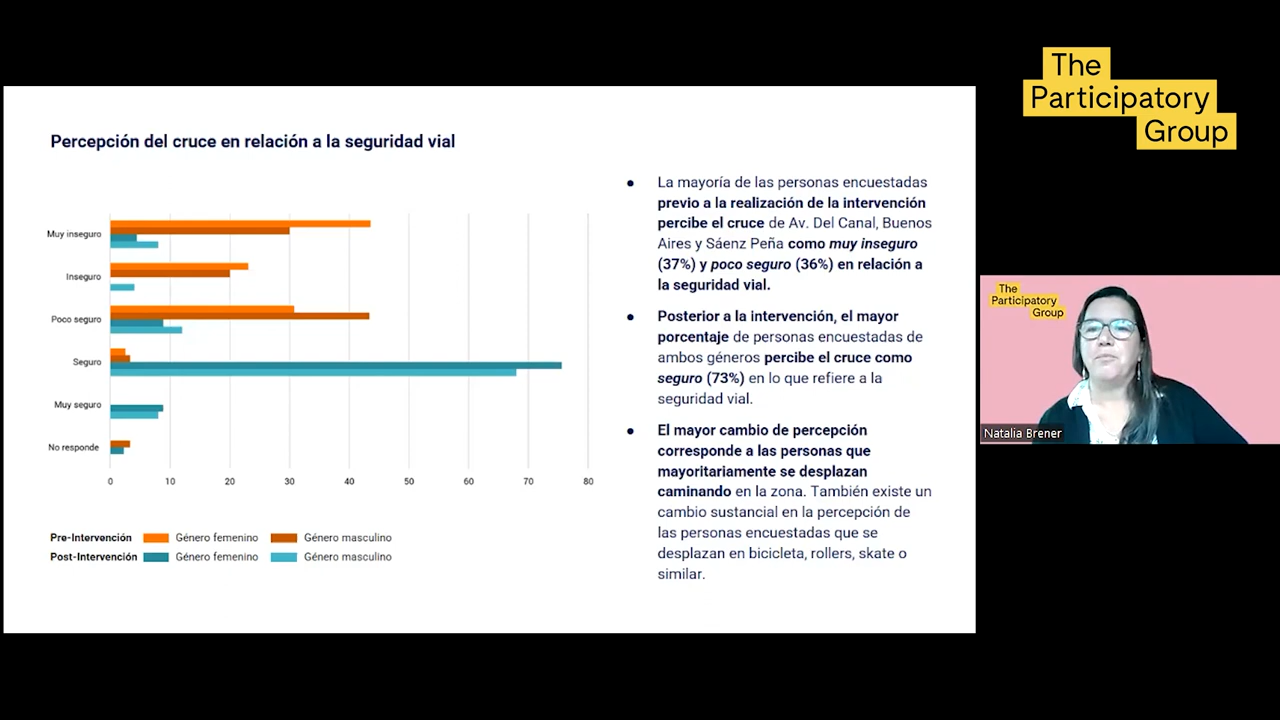 The
Participatory
Group
Percepción del cruce en relación a la seguridad vial
Muy inseguro
Inseguro
Poco seguro
Seguro
Muy seguro
No responde
0 10 20 30 40 50 60 70 80
Pre-Intervención Género femenino Género masculino
Post-Intervención Género femenino Género masculino
● La mayoría de las personas encuestadas
previo a la realización de la intervención
percibe el cruce de Av. Del Canal, Buenos
Aires y Sáenz Peña como muy inseguro
(37%) y poco seguro (36%) en relación a
la seguridad vial.
● Posterior a la intervención, el mayor
porcentaje de personas encuestadas de
ambos géneros percibe el cruce como
seguro (73%) en lo que refiere a la
seguridad vial.
● El mayor cambio de percepción
corresponde a las personas que
mayoritariamente se desplazan
caminando en la zona. También existe un
cambio sustancial en la percepción de
las personas encuestadas que se
desplazan en bicicleta, rollers, skate o
similar.
The
Participatory
Group
Natalia Brener